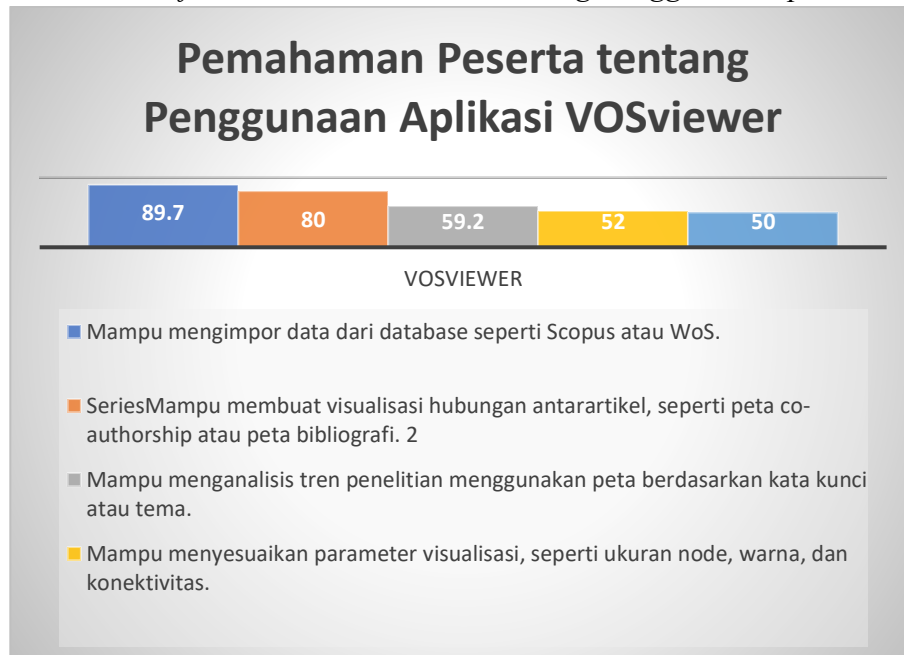 Pemahaman Peserta tentang
Penggunaan Aplikasi VOSviewer
89.7 80 59.2 52 50
VOSVIEWER
Mampu mengimpor data dari database seperti Scopus atau WoS.
SeriesMampu membuat visualisasi hubungan antarartikel, seperti peta co-
authorship atau peta bibliografi. 2
Mampu menganalisis tren penelitian menggunakan peta berdasarkan kata kunci
atau tema.
Mampu menyesuaikan parameter visualisasi, seperti ukuran node, warna, dan
konektivitas.